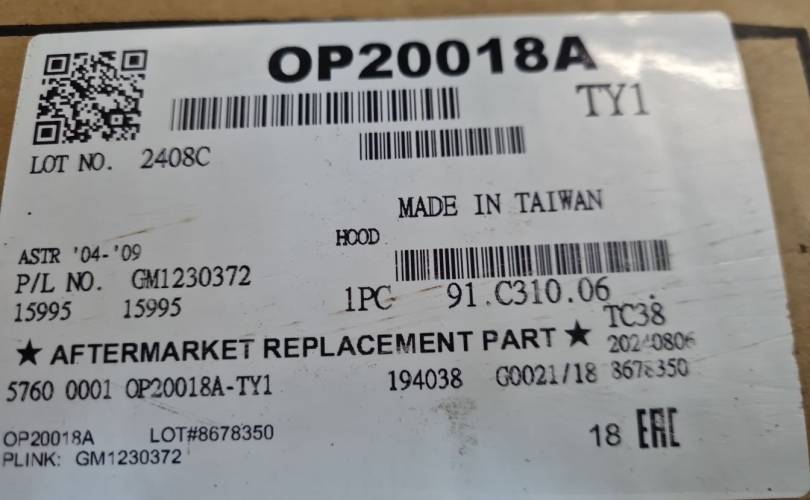 OP20018A
TY1
LOT NO. 2408C
MADE IN TAIWAN
HOOD
ASTR '04-'09
P/L NO. GM1230372
15995 15995
1PC 91.C310.06
TC38
★ AFTERMARKET REPLACEMENT PART ★
20240806
5760 0001 OP20018A-TY1 194038 G0021/18 8678350
OP20018A LOT#8678350
18 EAC
PLINK: GM1230372